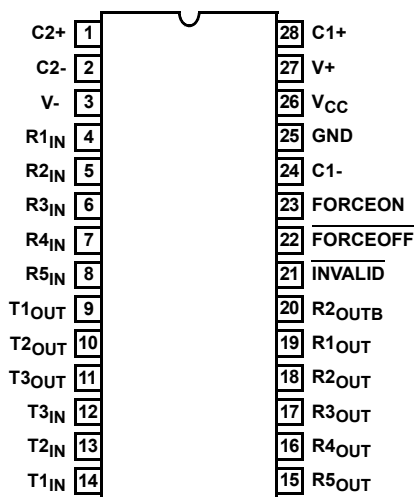 C2+ 1 28 C1+
C2- 2 27 V+
V- 3 26 VCC
R1IN 4 25 GND
R2IN 5 24 C1-
R3IN 6 23 FORCEON
R4IN 7 22 FORCEOFF
R5IN 8 21 INVALID
T1OUT 9 20 R2OUTB
T2OUT 10 19 R1OUT
T3OUT 11 18 R2OUT
T3IN 12 17 R3OUT
T2IN 13 16 R4OUT
T1IN 14 15 R5OUT